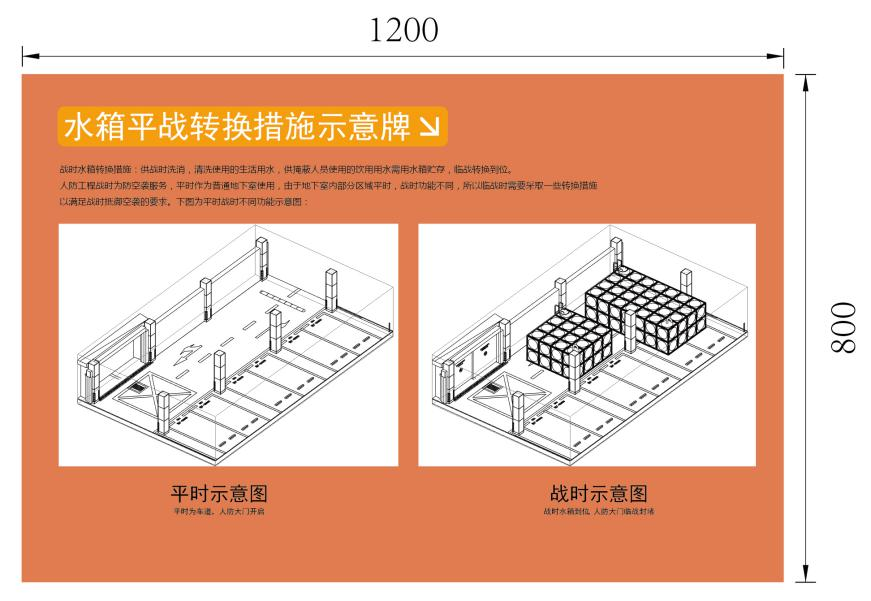 1200
水箱平战转换措施示意牌
战时水箱转换措施：供战时洗消，清洗使用的生活用水，供掩蔽人员使用的饮用用水需用水箱贮存，临战转换到位。
人防工程战时为防空袭服务，平时作为普通地下室使用，由于地下室内部分区域平时，战时功能不同，所以临战时需要采取一些转换措施
以满足战时抵御空袭的要求。下图为平时战时不同功能示意图：
800
平时示意图
平时为车道，人防大门开启
战时示意图
战时水箱到位，人防大门临战封堵